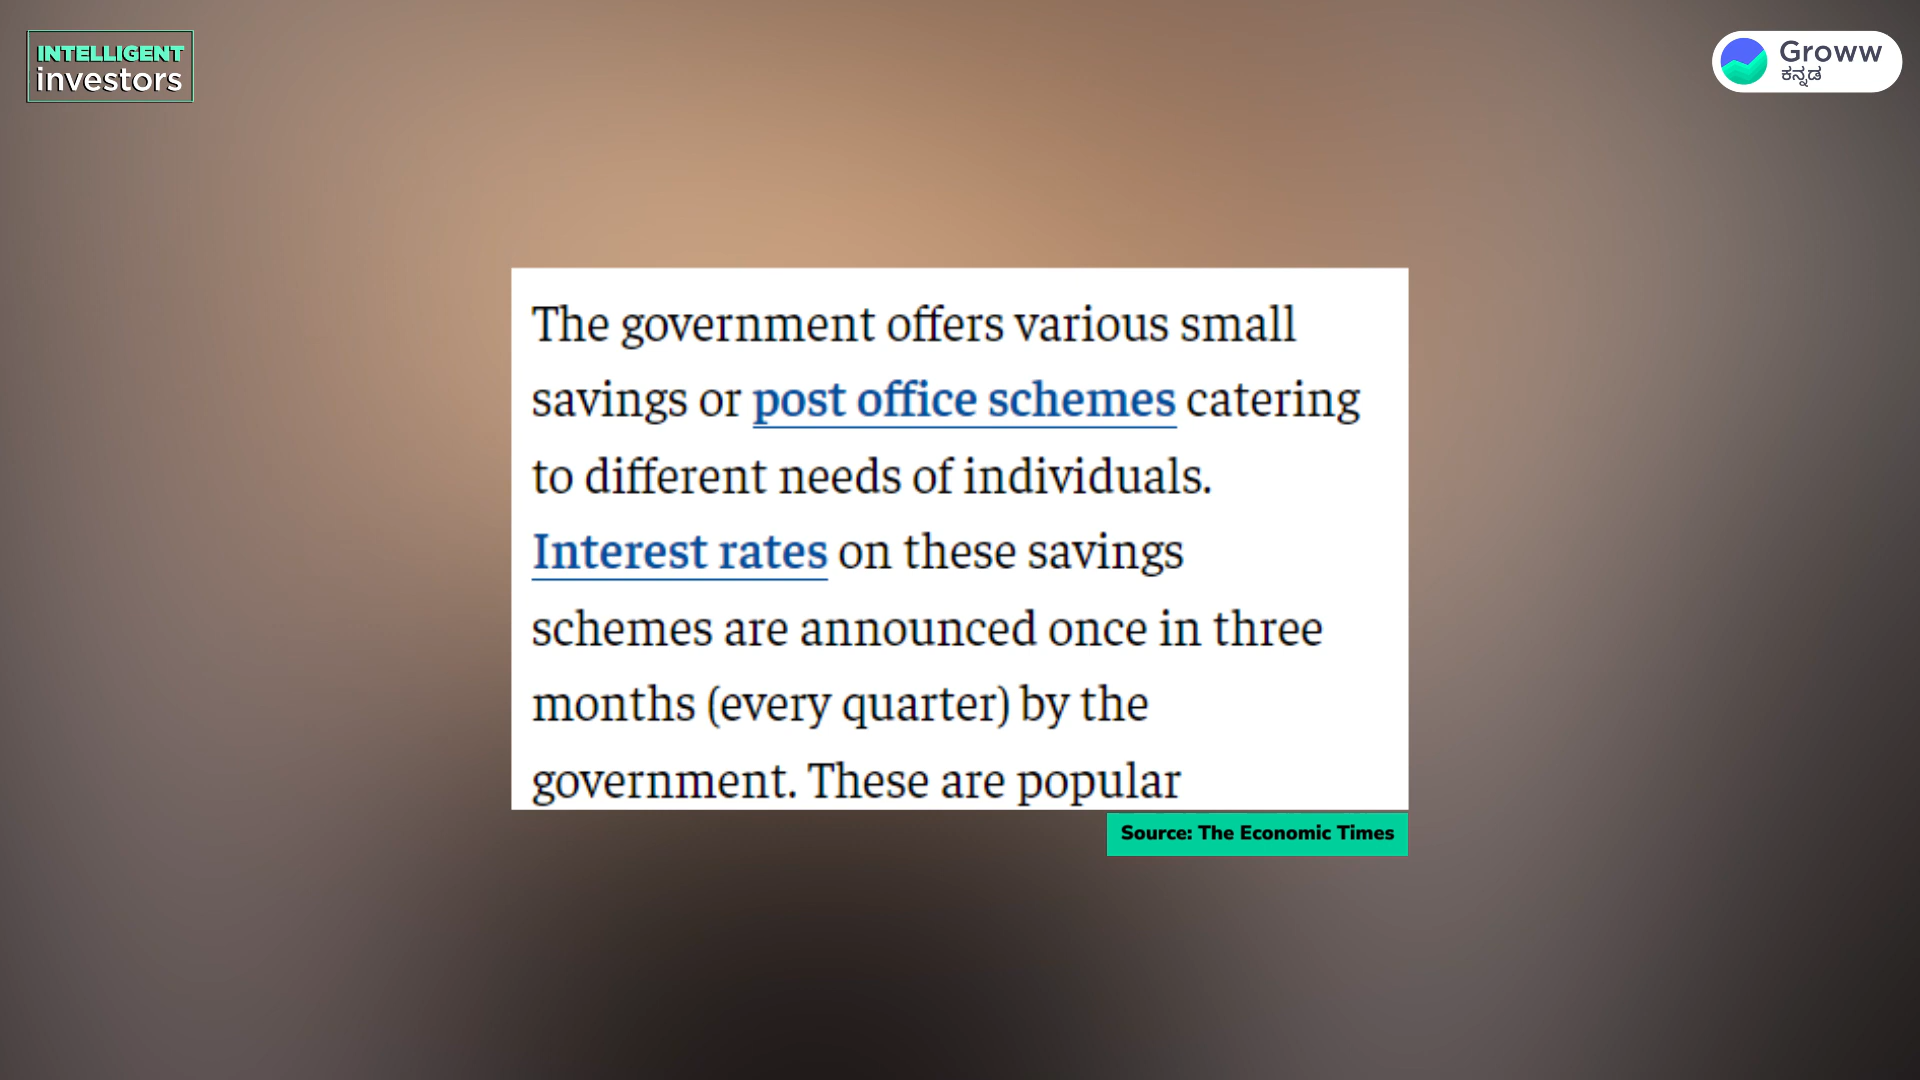 INTELLIGENT
investors
Groww
ಕನ್ನಡ
The government offers various small
savings or post office schemes catering
to different needs of individuals.
Interest rates on these savings
schemes are announced once in three
months (every quarter) by the
government. These are popular
Source: The Economic Times